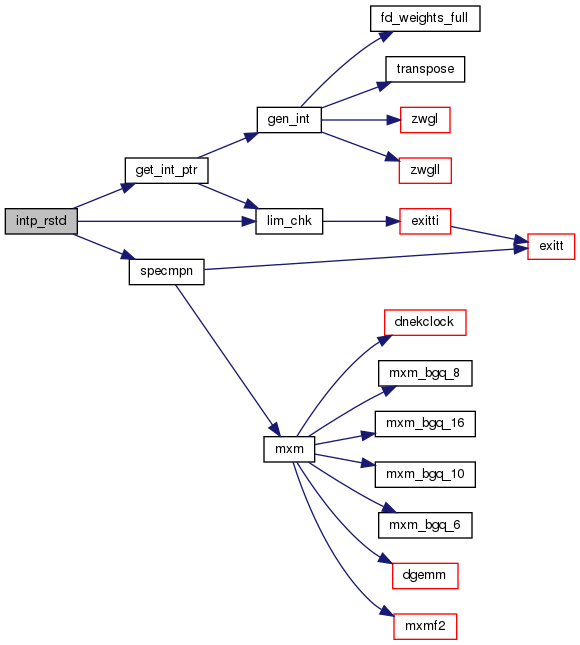 fd_weights_full
transpose
gen_int
zwgl
get_int_ptr
zwgll
intp_rstd
lim_chk
exitti
exitt
specmpn
dnekclock
mxm_bgq_8
mxm_bgq_16
mxm
mxm_bgq_10
mxm_bgq_6
dgemm
mxmf2